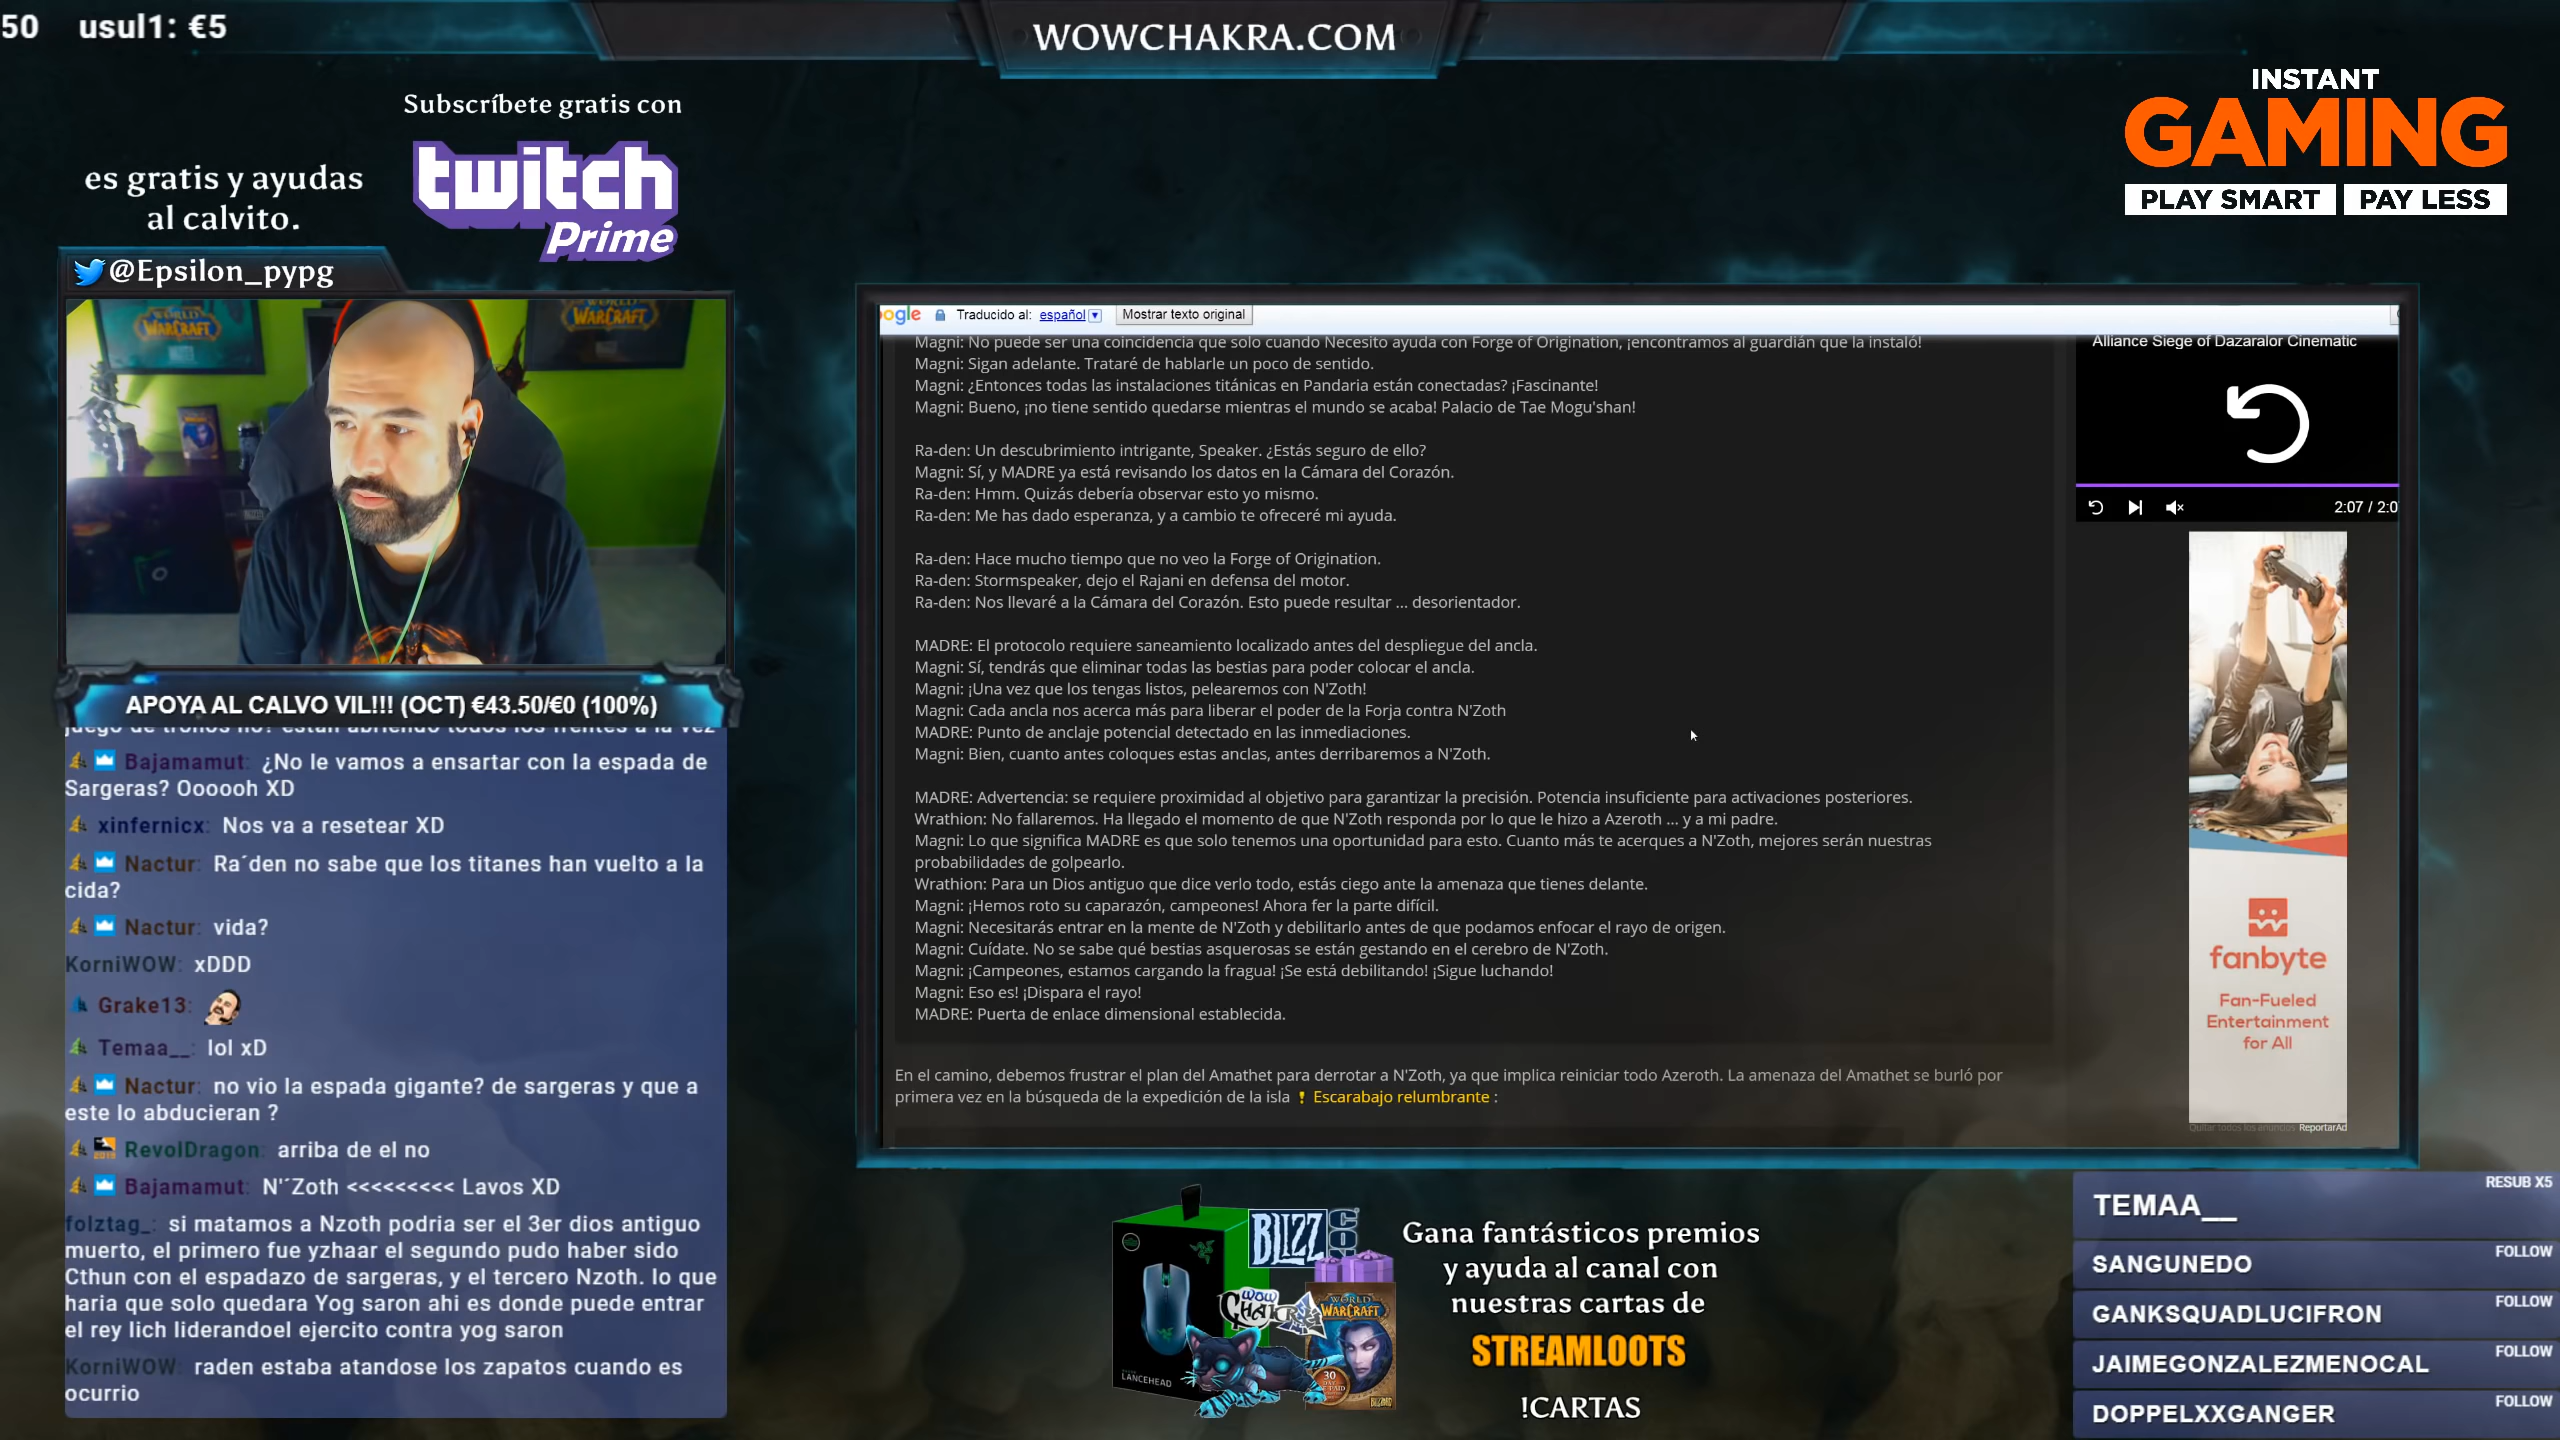 50 usul1: €5
WOWCHAKRA.COM
Subscríbete gratis con
twitch
Prime
es gratis y ayudas
al calvito.
INSTANT
GAMING
PLAY SMART PAY LESS
@Epsilon_pypg
WORLD
WARCRAFT
WORLD
WARCRAFT
APOYA AL CALVO VIL!!! (OCT) €43.50/€0 (100%)
juego de tronos no? estan abriendo todos los frentes a la vez
Bajamamut: ¿No le vamos a ensartar con la espada de
Sargeras? Oooooh XD
xinfernicx: Nos va a resetear XD
Nactur: Ra´den no sabe que los titanes han vuelto a la
cida?
Nactur: vida?
KorniWOW: xDDD
Grake13:
Temaa__: lol xD
Nactur: no vio la espada gigante? de sargeras y que a
este lo abducieran ?
RevolDragon: arriba de el no
Bajamamut: N'´Zoth <<<<<<<<< Lavos XD
folztag_: si matamos a Nzoth podria ser el 3er dios antiguo
muerto, el primero fue yzhaar el segundo pudo haber sido
Cthun con el espadazo de sargeras, y el tercero Nzoth. lo que
haria que solo quedara Yog saron ahi es donde puede entrar
el rey lich liderandoel ejercito contra yog saron
KorniWOW: raden estaba atandose los zapatos cuando es
ocurrio
ogle Traducido al: español Mostrar texto original
Magni: No puede ser una coincidencia que solo cuando Necesito ayuda con Forge of Origination, ¡encontramos al guardián que la instaló!
Magni: Sigan adelante. Trataré de hablarle un poco de sentido.
Magni: ¿Entonces todas las instalaciones titánicas en Pandaria están conectadas? ¡Fascinante!
Magni: Bueno, ¡no tiene sentido quedarse mientras el mundo se acaba! Palacio de Tae Mogu'shan!
Ra-den: Un descubrimiento intrigante, Speaker. ¿Estás seguro de ello?
Magni: Sí, y MADRE ya está revisando los datos en la Cámara del Corazón.
Ra-den: Hmm. Quizás debería observar esto yo mismo.
Ra-den: Me has dado esperanza, y a cambio te ofreceré mi ayuda.
Ra-den: Hace mucho tiempo que no veo la Forge of Origination.
Ra-den: Stormspeaker, dejo el Rajani en defensa del motor.
Ra-den: Nos llevaré a la Cámara del Corazón. Esto puede resultar ... desorientador.
MADRE: El protocolo requiere saneamiento localizado antes del despliegue del ancla.
Magni: Sí, tendrás que eliminar todas las bestias para poder colocar el ancla.
Magni: ¡Una vez que los tengas listos, pelearemos con N'Zoth!
Magni: Cada ancla nos acerca más para liberar el poder de la Forja contra N'Zoth
MADRE: Punto de anclaje potencial detectado en las inmediaciones.
Magni: Bien, cuanto antes coloques estas anclas, antes derribaremos a N'Zoth.
MADRE: Advertencia: se requiere proximidad al objetivo para garantizar la precisión. Potencia insuficiente para activaciones posteriores.
Wrathion: No fallaremos. Ha llegado el momento de que N'Zoth responda por lo que le hizo a Azeroth ... y a mi padre.
Magni: Lo que significa MADRE es que solo tenemos una oportunidad para esto. Cuanto más te acerques a N'Zoth, mejores serán nuestras
probabilidades de golpearlo.
Wrathion: Para un Dios antiguo que dice verlo todo, estás ciego ante la amenaza que tienes delante.
Magni: ¡Hemos roto su caparazón, campeones! Ahora fer la parte difícil.
Magni: Necesitarás entrar en la mente de N'Zoth y debilitarlo antes de que podamos enfocar el rayo de origen.
Magni: Cuídate. No se sabe qué bestias asquerosas se están gestando en el cerebro de N'Zoth.
Magni: ¡Campeones, estamos cargando la fragua! ¡Se está debilitando! ¡Sigue luchando!
Magni: Eso es! ¡Dispara el rayo!
MADRE: Puerta de enlace dimensional establecida.
En el camino, debemos frustrar el plan del Amathet para derrotar a N'Zoth, ya que implica reiniciar todo Azeroth. La amenaza del Amathet se burló por
primera vez en la búsqueda de la expedición de la isla ! Escarabajo relumbrante :
Alliance Siege of Dazaralor Cinematic
2:07 / 2:0
fanbyte
Fan-Fueled
Entertainment
for All
Quitar todos los anuncios ReportarAd
BLIZZ
CON
WOW
CHAKRA
WORLD
WARCRAFT
30
LANCEHEAD
Gana fantásticos premios
y ayuda al canal con
nuestras cartas de
STREAMLOOTS
!CARTAS
RESUB X5
TEMAA__
FOLLOW
SANGUNEDO
FOLLOW
GANKSQUADLUCIFRON
FOLLOW
JAIMEGONZALEZMENOCAL
FOLLOW
DOPPELXXGANGER